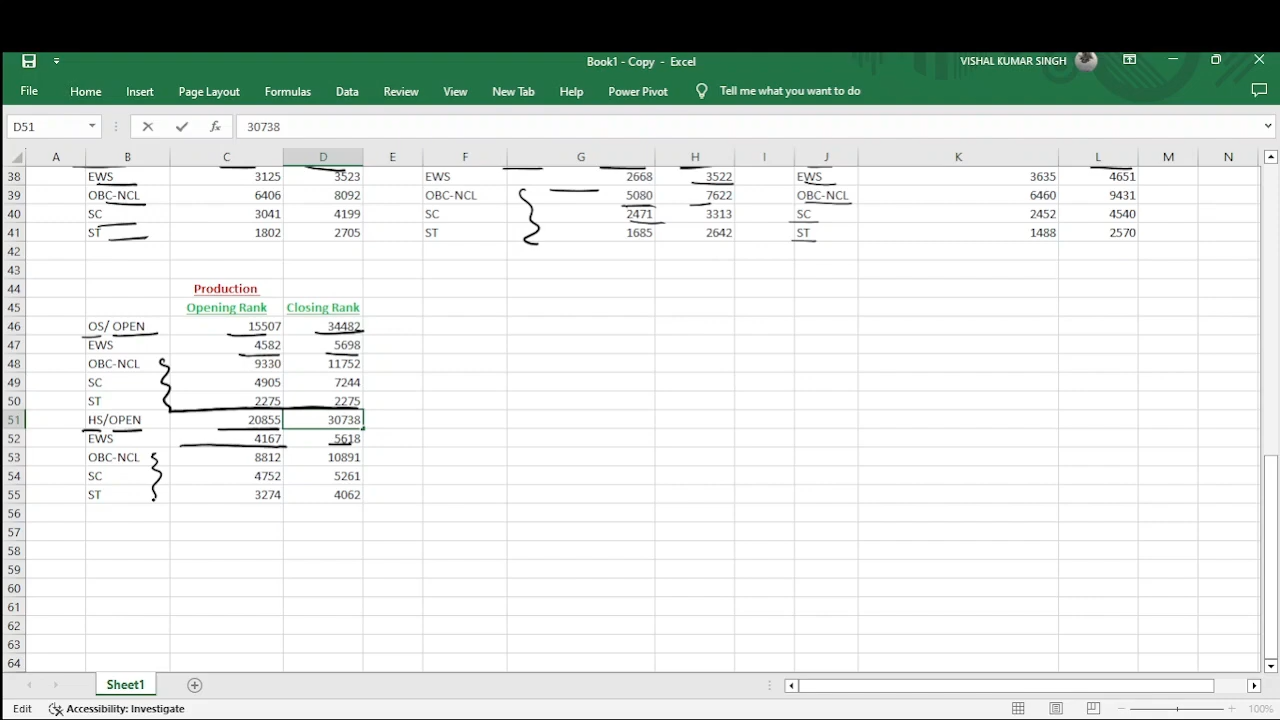 Book1 - Copy - Excel
VISHAL KUMAR SINGH
File Home Insert Page Layout Formulas Data Review View New Tab Help Power Pivot Tell me what you want to do
D51 fx 30738
A B C D E F G H I J K L M N
38 EWS 3125 3523 EWS 2668 3522 EWS 3635 4651
39 OBC-NCL 6406 8092 OBC-NCL 5080 7622 OBC-NCL 6460 9431
40 SC 3041 4199 SC 2471 3313 SC 2452 4540
41 ST 1802 2705 ST 1685 2642 ST 1488 2570
42
43
44 Production
45 Opening Rank Closing Rank
46 OS/ OPEN 15507 34482
47 EWS 4582 5698
48 OBC-NCL 9330 11752
49 SC 4905 7244
50 ST 2275 2275
51 HS/OPEN 20855 30738
52 EWS 4167 5618
53 OBC-NCL 8812 10891
54 SC 4752 5261
55 ST 3274 4062
56
57
58
59
60
61
62
63
64
Sheet1
Edit Accessibility: Investigate 100%